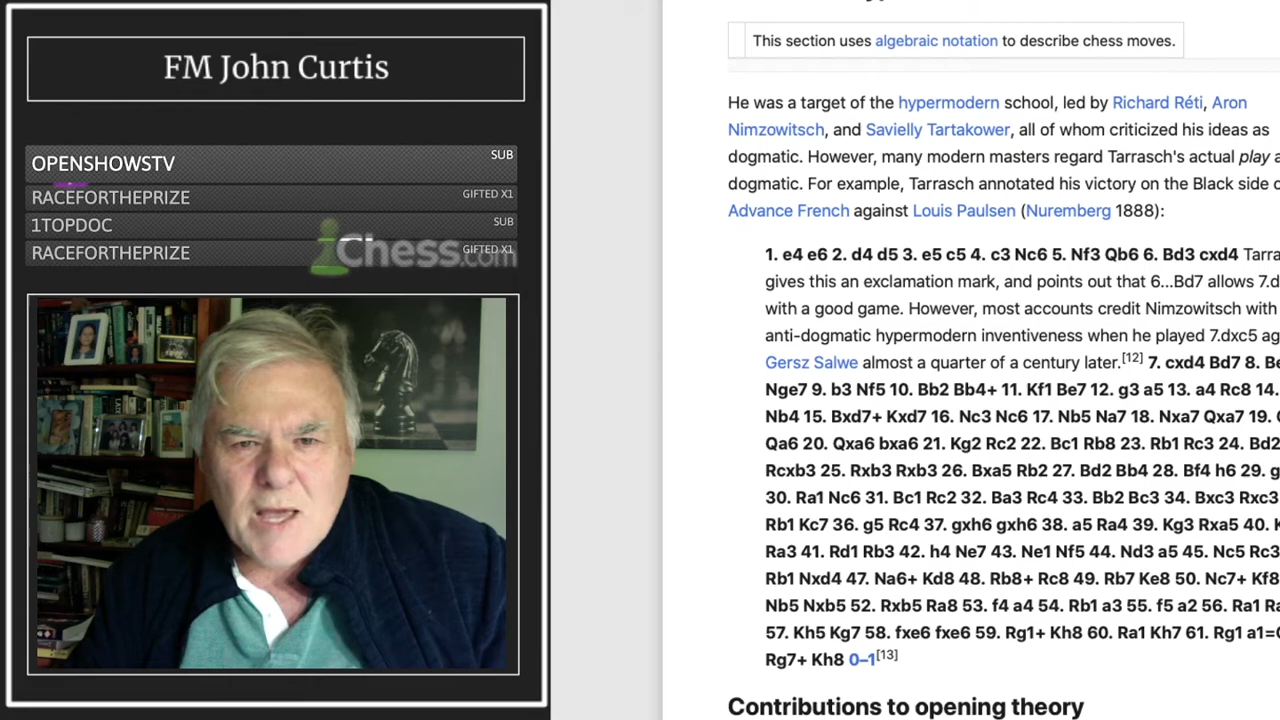 FM John Curtis
OPENSHOWSTV SUB
RACEFORTHEPRIZE GIFTED X1
1TOPDOC SUB
RACEFORTHEPRIZE GIFTED X1
Chess.com
This section uses algebraic notation to describe chess moves.
He was a target of the hypermodern school, led by Richard Réti, Aron
Nimzowitsch, and Savielly Tartakower, all of whom criticized his ideas as
dogmatic. However, many modern masters regard Tarrasch's actual play a
dogmatic. For example, Tarrasch annotated his victory on the Black side
Advance French against Louis Paulsen (Nuremberg 1888):
1. e4 e6 2. d4 d5 3. e5 c5 4. c3 Nc6 5. Nf3 Qb6 6. Bd3 cxd4 Tarra
gives this an exclamation mark, and points out that 6...Bd7 allows 7.d
with a good game. However, most accounts credit Nimzowitsch with
anti-dogmatic hypermodern inventiveness when he played 7.dxc5 ag
Gersz Salwe almost a quarter of a century later.[12] 7. cxd4 Bd7 8. Be
Nge7 9. b3 Nf5 10. Bb2 Bb4+ 11. Kf1 Be7 12. g3 a5 13. a4 Rc8 14.
Nb4 15. Bxd7+ Kxd7 16. Nc3 Nc6 17. Nb5 Na7 18. Nxa7 Qxa7 19.
Qa6 20. Qxa6 bxa6 21. Kg2 Rc2 22. Bc1 Rb8 23. Rb1 Rc3 24. Bd2
Rcxb3 25. Rxb3 Rxb3 26. Bxa5 Rb2 27. Bd2 Bb4 28. Bf4 h6 29. g
30. Ra1 Nc6 31. Bc1 Rc2 32. Ba3 Rc4 33. Bb2 Bc3 34. Bxc3 Rxc3
Rb1 Kc7 36. g5 Rc4 37. gxh6 gxh6 38. a5 Ra4 39. Kg3 Rxa5 40.
Ra3 41. Rd1 Rb3 42. h4 Ne7 43. Ne1 Nf5 44. Nd3 a5 45. Nc5 Rc3
Rb1 Nxd4 47. Na6+ Kd8 48. Rb8+ Rc8 49. Rb7 Ke8 50. Nc7+ Kf8
Nb5 Nxb5 52. Rxb5 Ra8 53. f4 a4 54. Rb1 a3 55. f5 a2 56. Ra1 Ra
57. Kh5 Kg7 58. fxe6 fxe6 59. Rg1+ Kh8 60. Ra1 Kh7 61. Rg1 a1=
Rg7+ Kh8 0–1[13]
Contributions to opening theory